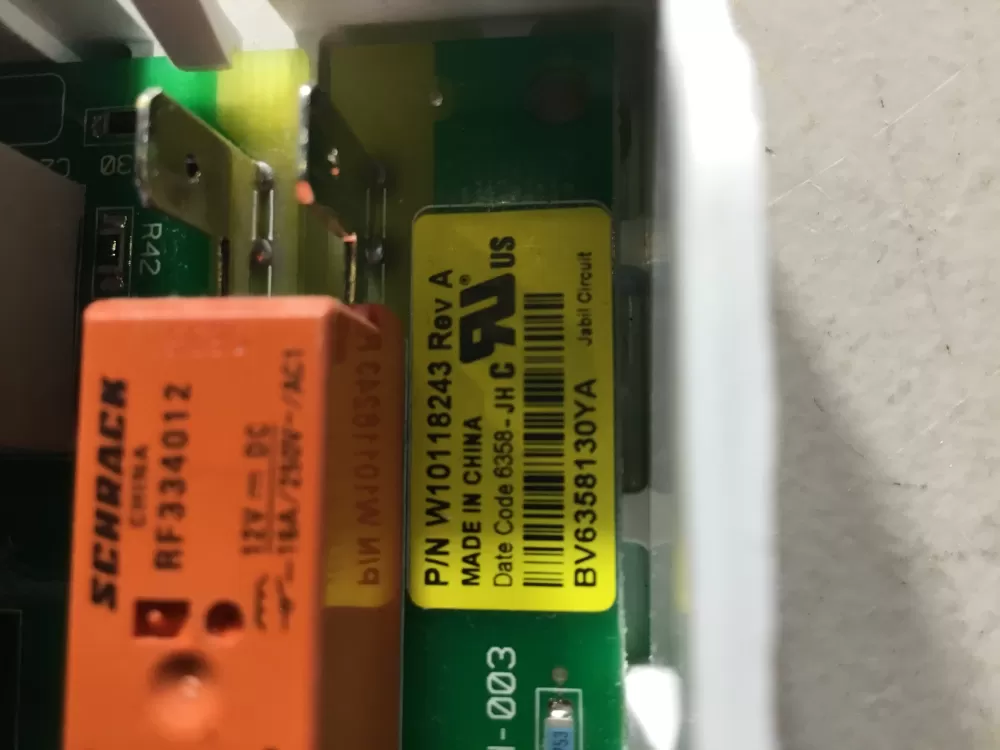 P/N W10118243 Rev A
MADE IN CHINA
Date Code 6358-JH C US
BV6358130YA Jabil Circuit
SCHRACK
CHINA
RF334012
12V
16A/250V~/AC1
R42
30
-003